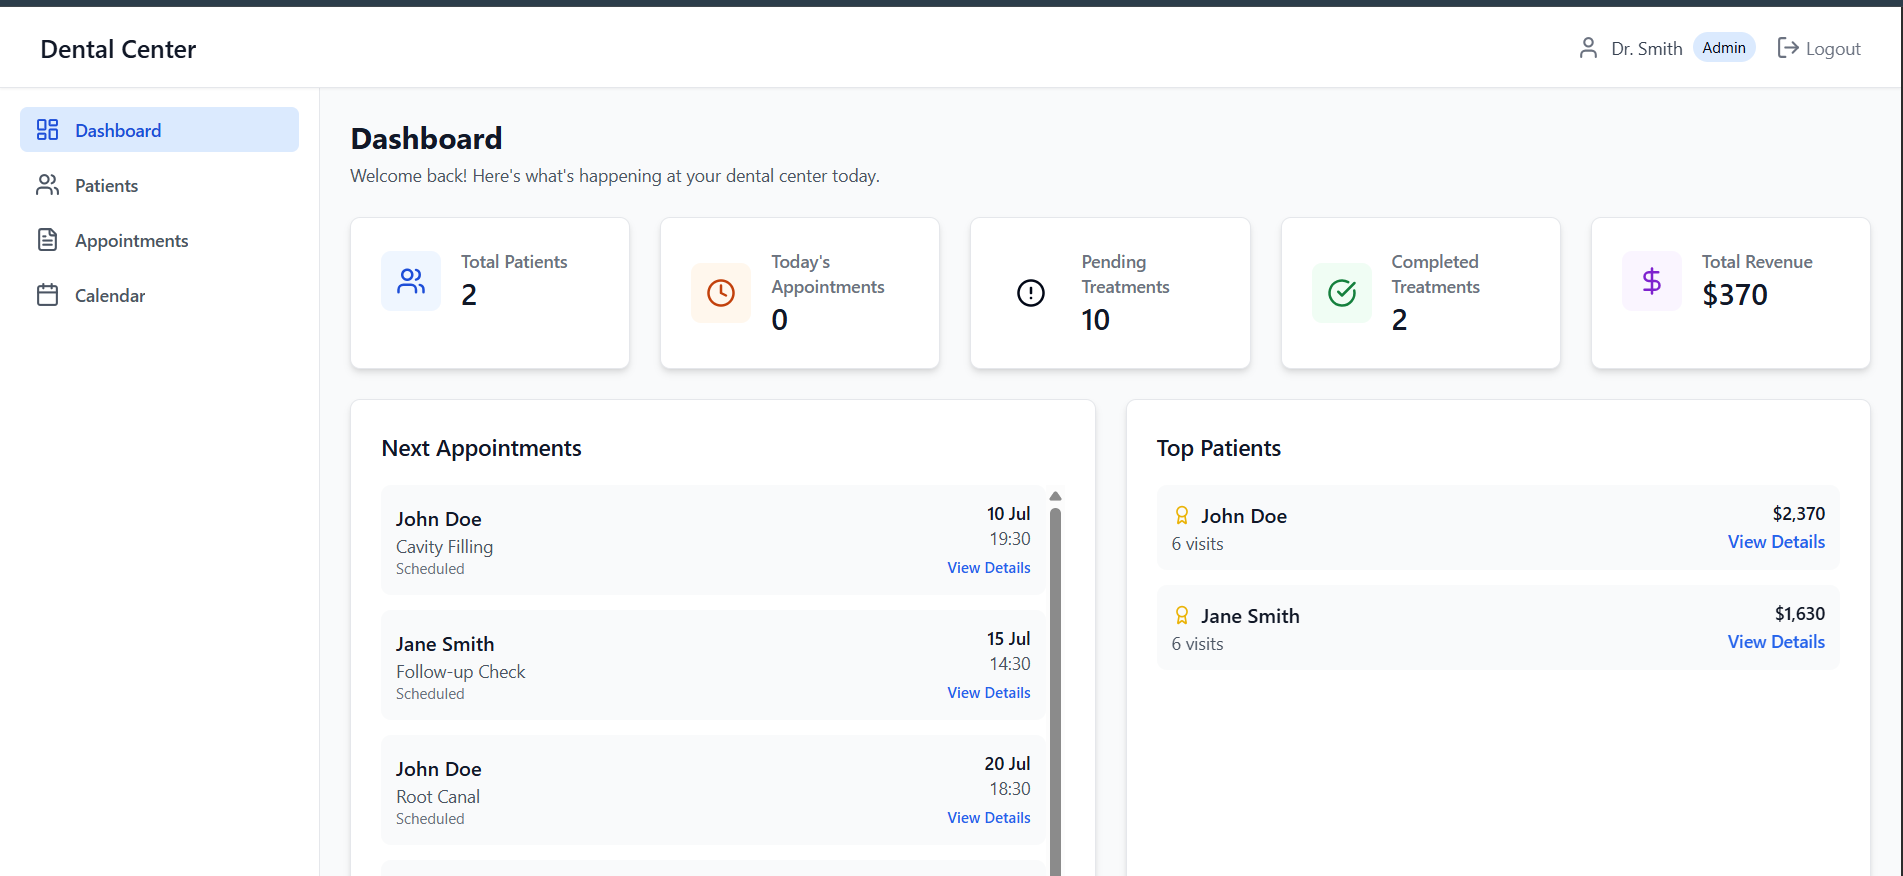 Dental Center
Dr. Smith
Admin
Logout
Dashboard
Patients
Appointments
Calendar
Dashboard
Welcome back! Here's what's happening at your dental center today.
Total Patients
2
Today's
Appointments
0
Pending
Treatments
10
Completed
Treatments
2
Total Revenue
$370
Next Appointments
John Doe
Cavity Filling
Scheduled
10 Jul
19:30
View Details
Jane Smith
Follow-up Check
Scheduled
15 Jul
14:30
View Details
John Doe
Root Canal
Scheduled
20 Jul
18:30
View Details
Top Patients
John Doe
6 visits
$2,370
View Details
Jane Smith
6 visits
$1,630
View Details